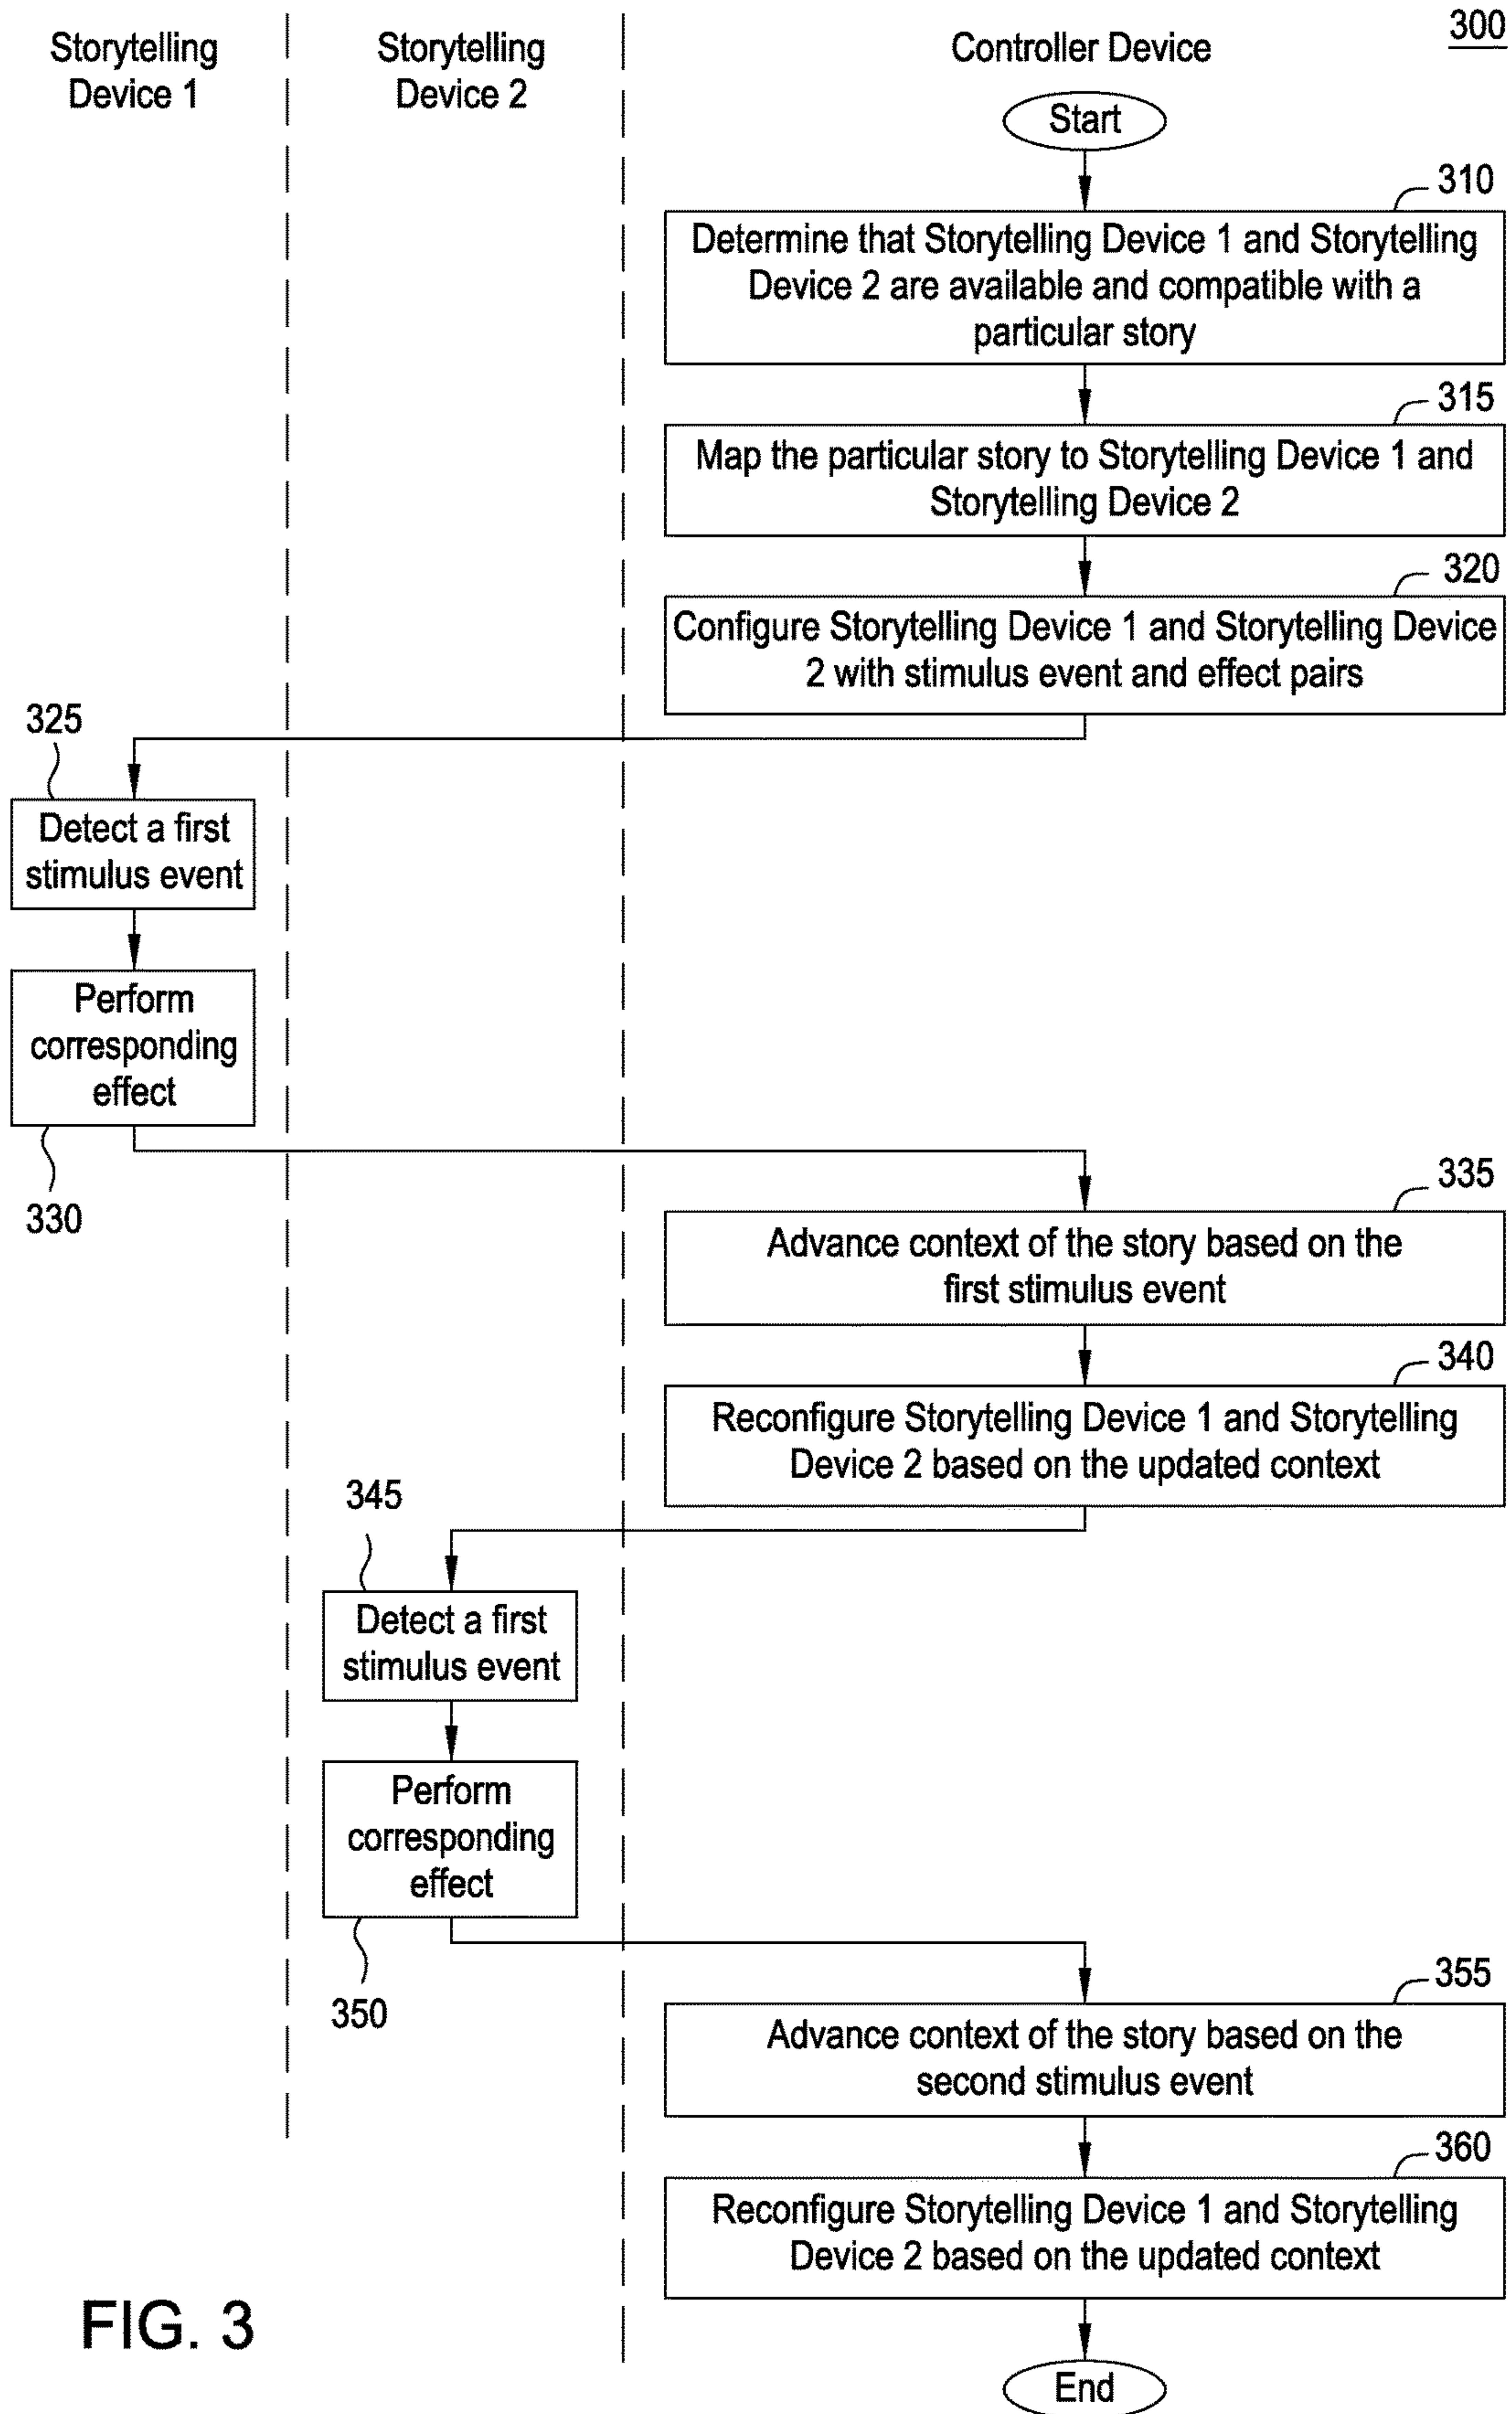 300
Storytelling
Device 1
Storytelling
Device 2
Controller Device
Start
310
Determine that Storytelling Device 1 and Storytelling
Device 2 are available and compatible with a
particular story
315
Map the particular story to Storytelling Device 1 and
Storytelling Device 2
320
Configure Storytelling Device 1 and Storytelling Device
2 with stimulus event and effect pairs
325
Detect a first
stimulus event
Perform
corresponding
effect
330
335
Advance context of the story based on the
first stimulus event
340
Reconfigure Storytelling Device 1 and Storytelling
Device 2 based on the updated context
345
Detect a first
stimulus event
Perform
corresponding
effect
350
355
Advance context of the story based on the
second stimulus event
360
Reconfigure Storytelling Device 1 and Storytelling
Device 2 based on the updated context
End
FIG. 3